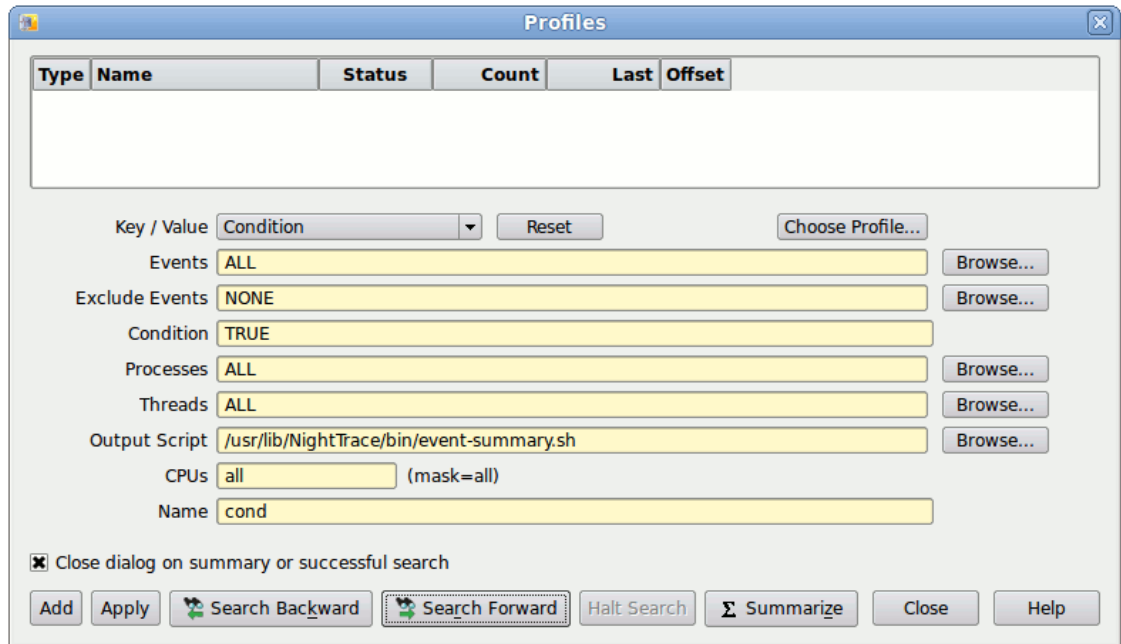 Profiles
Type Name Status Count Last Offset
Key / Value Condition Reset Choose Profile...
Events ALL Browse...
Exclude Events NONE Browse...
Condition TRUE
Processes ALL Browse...
Threads ALL Browse...
Output Script /usr/lib/NightTrace/bin/event-summary.sh Browse...
CPUs all (mask=all)
Name cond
Close dialog on summary or successful search
Add Apply Search Backward Search Forward Halt Search Σ Summarize Close Help